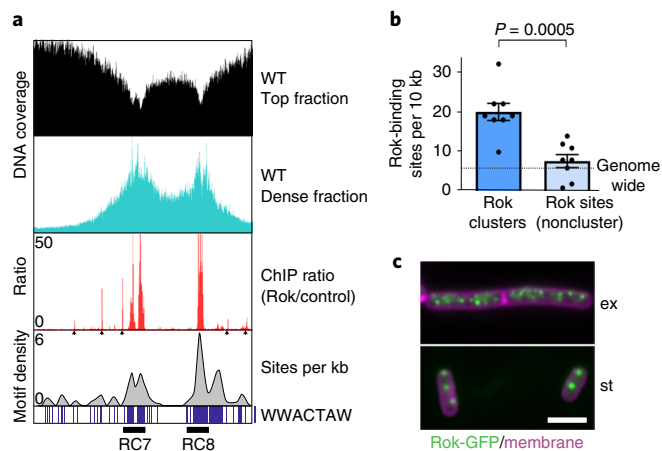 a
DNA coverage
WT
Top fraction
WT
Dense fraction
Ratio
50
0
ChIP ratio
(Rok/control)
Motif density
6
0
Sites per kb
WWACTAW
RC7
RC8
b
P = 0.0005
Rok-binding
sites per 10 kb
30
20
10
0
Genome
wide
Rok
clusters
Rok sites
(noncluster)
c
ex
st
Rok-GFP/membrane